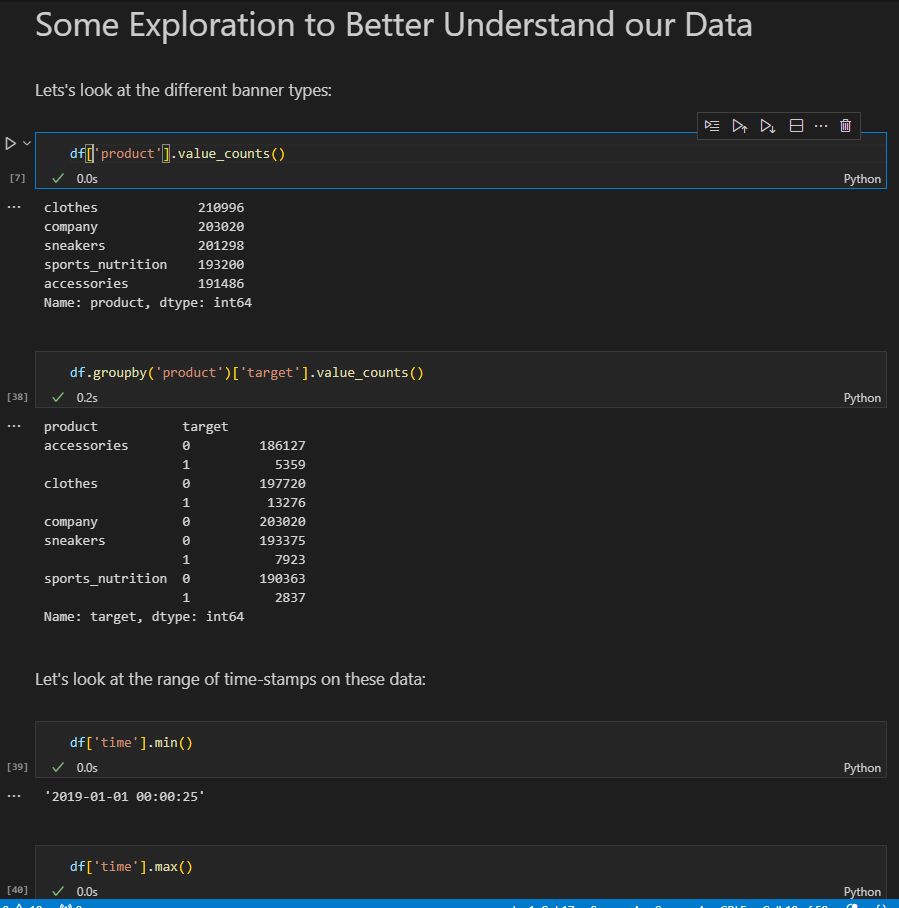 Some Exploration to Better Understand our Data
Lets's look at the different banner types:
df['product'].value_counts()
[7]
0.0s
Python
clothes 210996
company 203020
sneakers 201298
sports_nutrition 193200
accessories 191486
Name: product, dtype: int64
df.groupby('product')['target'].value_counts()
[38]
0.2s
Python
product target
accessories 0 186127
1 5359
clothes 0 197720
1 13276
company 0 203020
sneakers 0 193375
1 7923
sports_nutrition 0 190363
1 2837
Name: target, dtype: int64
Let's look at the range of time-stamps on these data:
df['time'].min()
[39]
0.0s
Python
'2019-01-01 00:00:25'
df['time'].max()
[40]
0.0s
Python